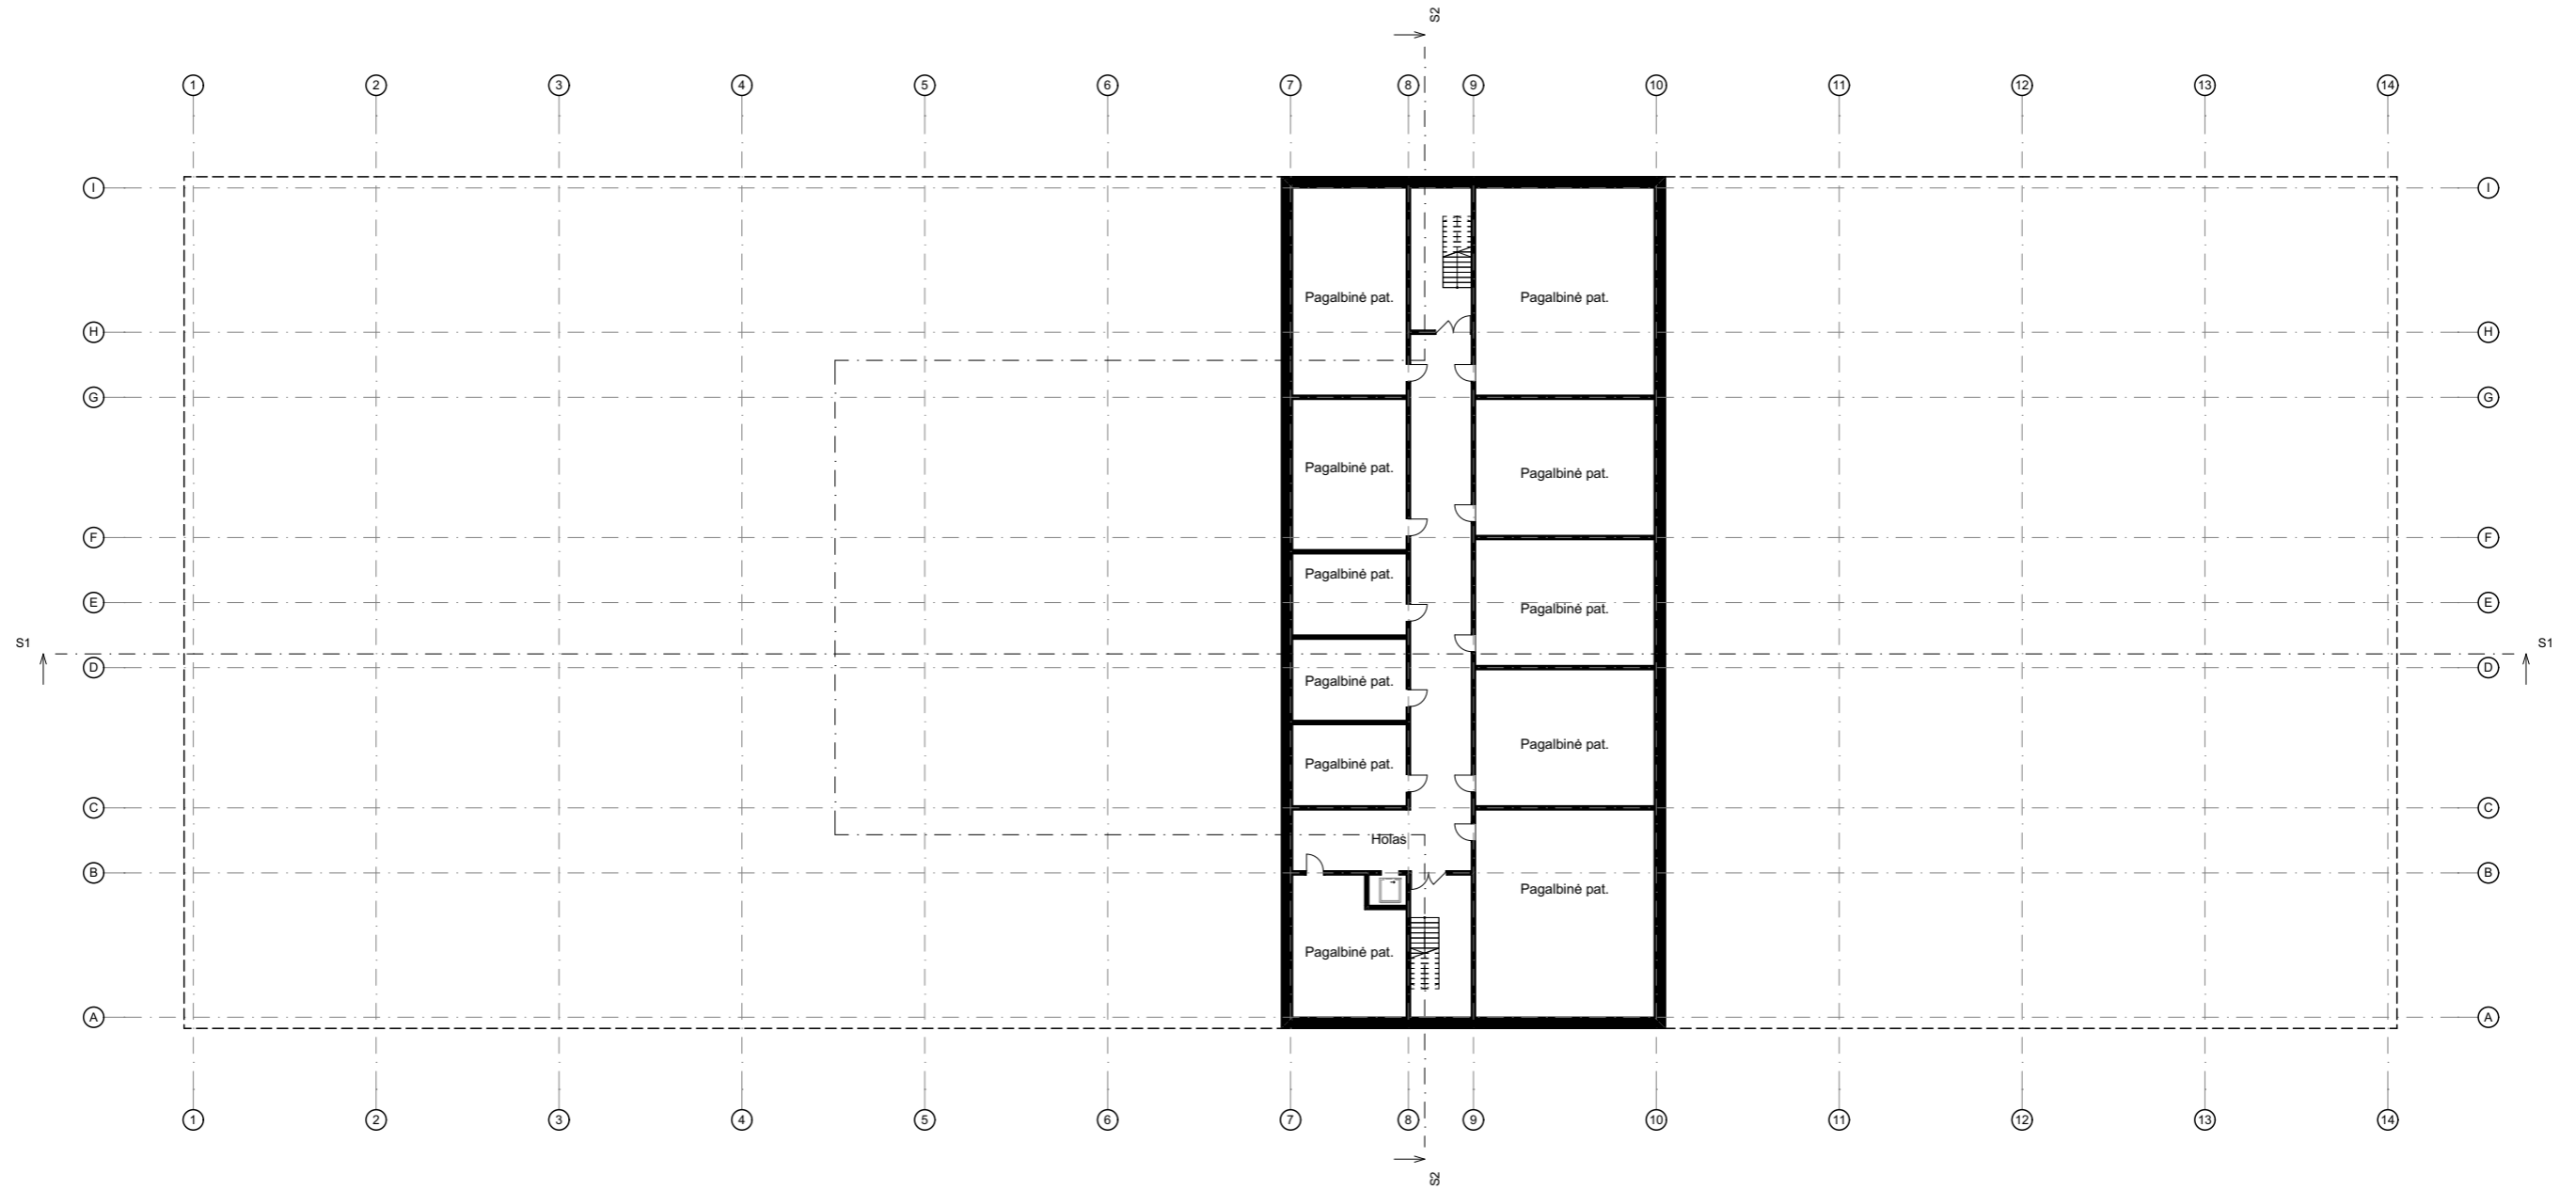 S2
1 2 3 4 5 6 7 8 9 10 11 12 13 14
I I
Pagalbinė pat. Pagalbinė pat.
H H
G G
Pagalbinė pat. Pagalbinė pat.
F F
Pagalbinė pat.
E E
Pagalbinė pat.
S1 S1
D D
Pagalbinė pat.
Pagalbinė pat.
Pagalbinė pat.
C C
Holas
B B
Pagalbinė pat.
Pagalbinė pat.
A A
1 2 3 4 5 6 7 8 9 10 11 12 13 14
S2